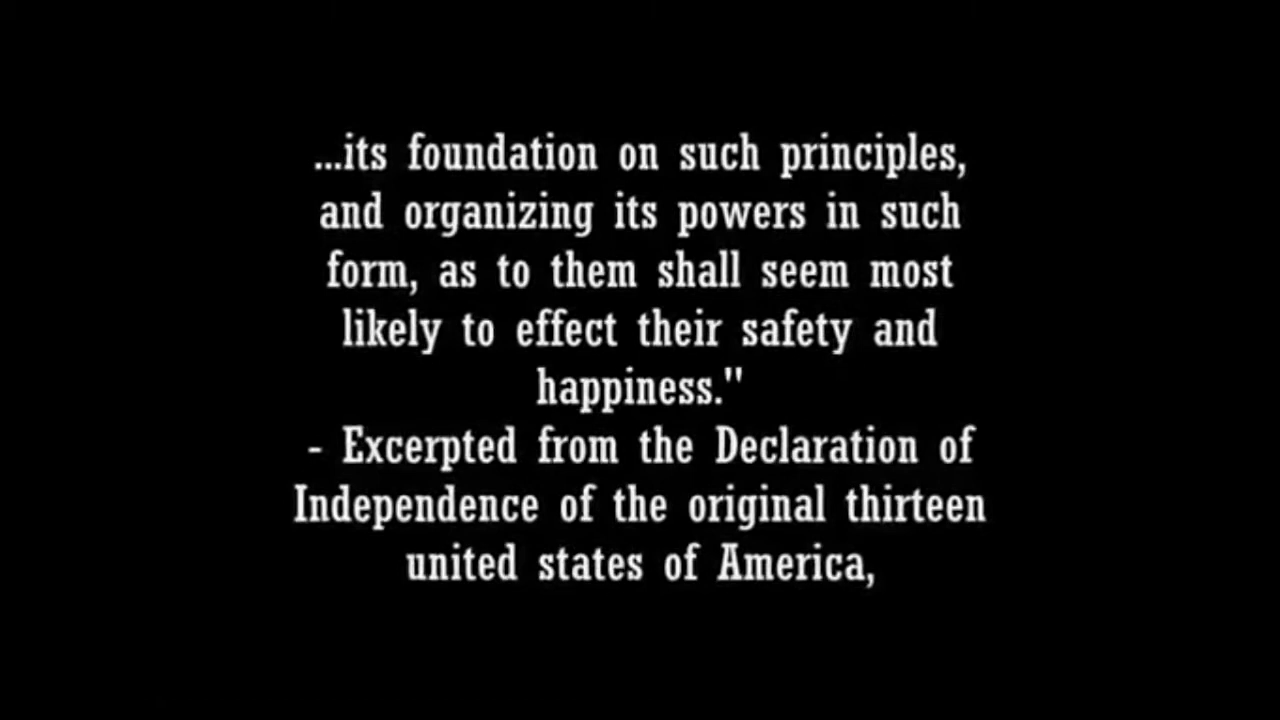 ...its foundation on such principles,
and organizing its powers in such
form, as to them shall seem most
likely to effect their safety and
happiness."
- Excerpted from the Declaration of
Independence of the original thirteen
united states of America,